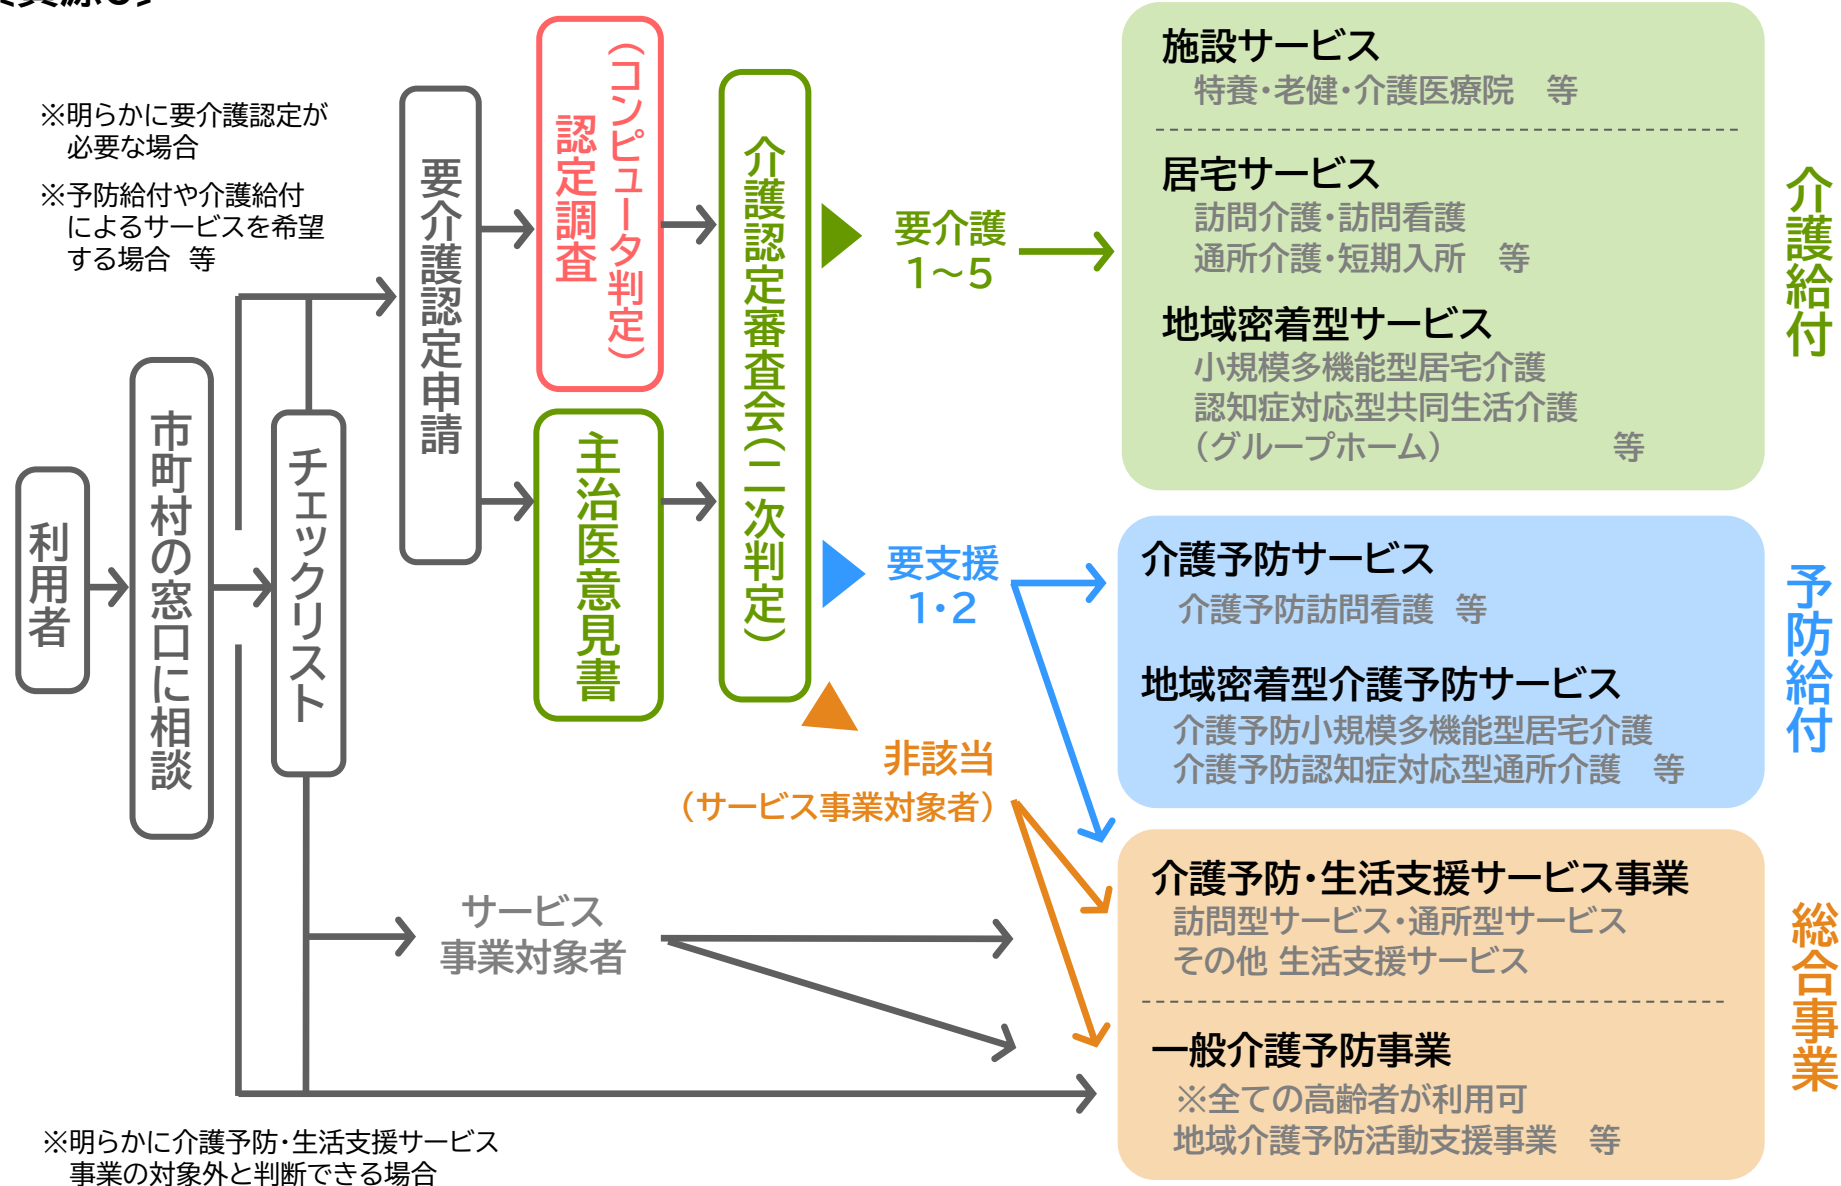 ※明らかに要介護認定が
必要な場合
※予防給付や介護給付
によるサービスを希望
する場合 等
利用者
市町村の窓口に相談
チェックリスト
要介護認定申請
認定調査
（コンピュータ判定）
主治医意見書
介護認定審査会（二次判定）
要介護
1～5
要支援
1・2
非該当
（サービス事業対象者）
サービス
事業対象者
※明らかに介護予防・生活支援サービス
事業の対象外と判断できる場合
施設サービス
特養・老健・介護医療院 等
居宅サービス
訪問介護・訪問看護
通所介護・短期入所 等
地域密着型サービス
小規模多機能型居宅介護
認知症対応型共同生活介護
（グループホーム） 等
介護給付
介護予防サービス
介護予防訪問看護 等
地域密着型介護予防サービス
介護予防小規模多機能型居宅介護
介護予防認知症対応型通所介護 等
予防給付
介護予防・生活支援サービス事業
訪問型サービス・通所型サービス
その他 生活支援サービス
一般介護予防事業
※全ての高齢者が利用可
地域介護予防活動支援事業 等
総合事業